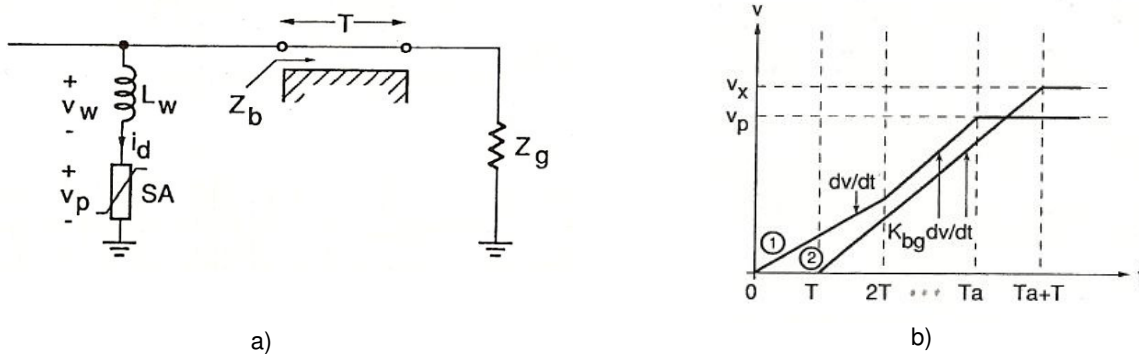 T
+
v_w
-
L_w
i_d
+
v_p
-
SA
Z_b
Z_g
a)
v
v_x
v_p
dv/dt
K_bg dv/dt
1
2
0 T 2T ... Ta Ta+T
b)